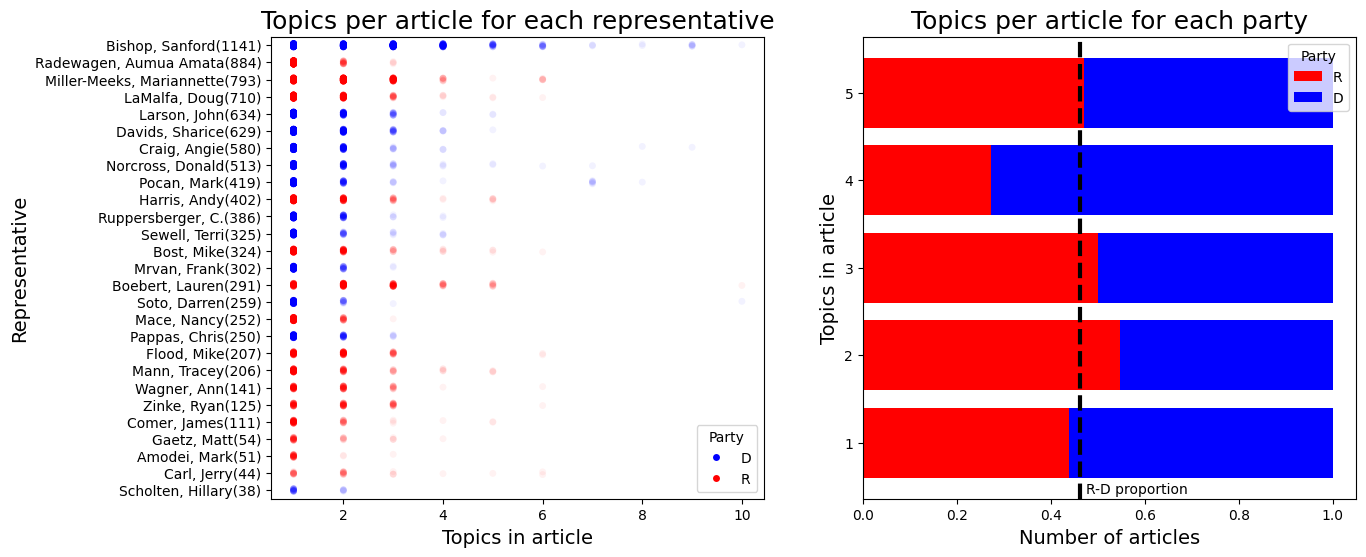 Topics per article for each representative
Representative
Bishop, Sanford(1141)
Radewagen, Aumua Amata(884)
Miller-Meeks, Mariannette(793)
LaMalfa, Doug(710)
Larson, John(634)
Davids, Sharice(629)
Craig, Angie(580)
Norcross, Donald(513)
Pocan, Mark(419)
Harris, Andy(402)
Ruppersberger, C.(386)
Sewell, Terri(325)
Bost, Mike(324)
Mrvan, Frank(302)
Boebert, Lauren(291)
Soto, Darren(259)
Mace, Nancy(252)
Pappas, Chris(250)
Flood, Mike(207)
Mann, Tracey(206)
Wagner, Ann(141)
Zinke, Ryan(125)
Comer, James(111)
Gaetz, Matt(54)
Amodei, Mark(51)
Carl, Jerry(44)
Scholten, Hillary(38)
Party
D
R
2 4 6 8 10
Topics in article
Topics per article for each party
Party
R
D
Topics in article
5
4
3
2
1
R-D proportion
0.0 0.2 0.4 0.6 0.8 1.0
Number of articles